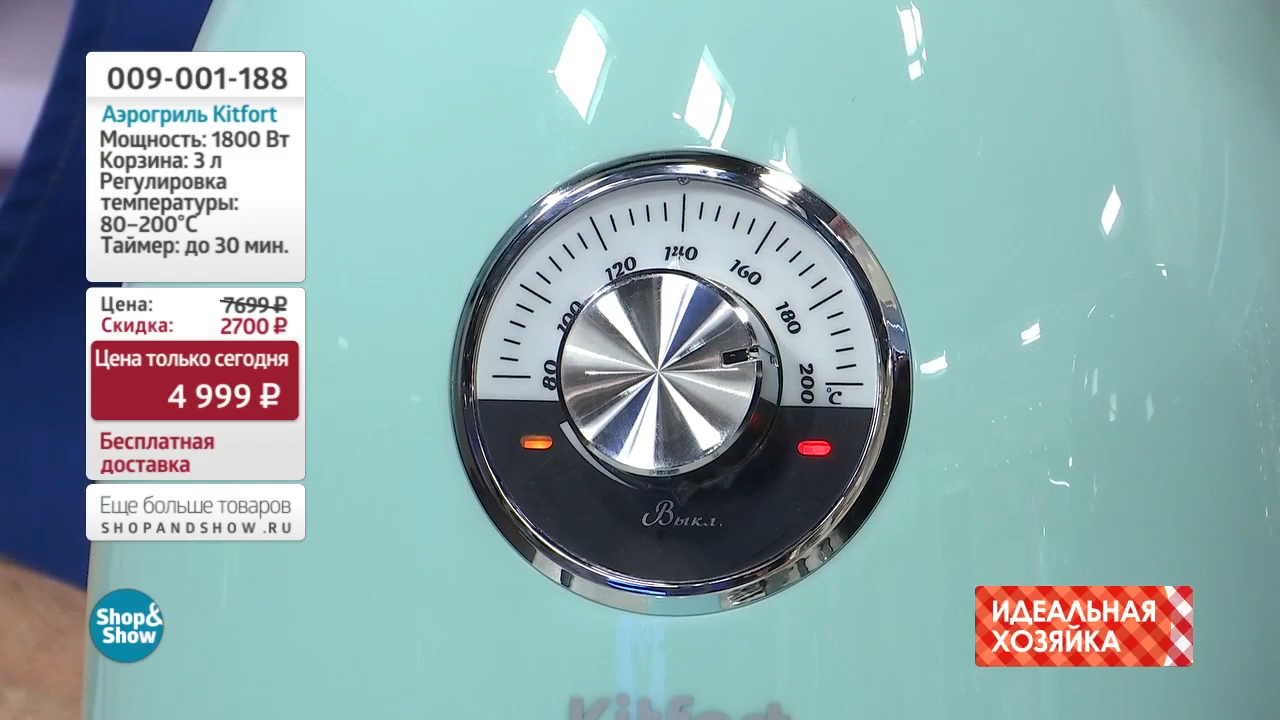 009-001-188
Аэрогриль Kitfort
Мощность: 1800 Вт
Корзина: 3 л
Регулировка
температуры:
80–200°С
Таймер: до 30 мин.
Цена: 7699 ₽
Скидка: 2700 ₽
Цена только сегодня
4 999 ₽
Бесплатная
доставка
Еще больше товаров
SHOPANDSHOW.RU
Shop&
Show
80
100
120
140
160
180
200
°C
Выкл.
Kitfort
ИДЕАЛЬНАЯ
ХОЗЯЙКА